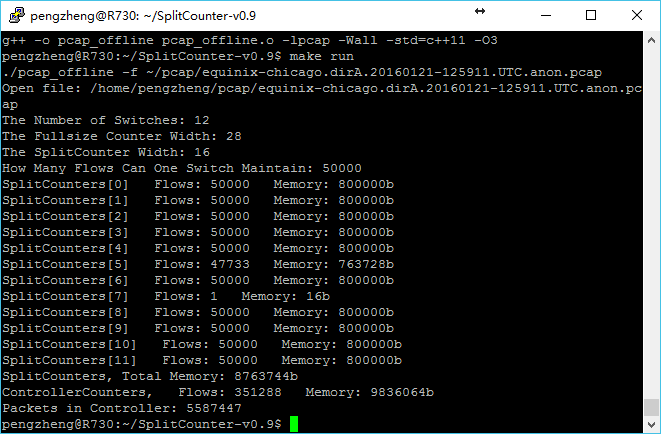 pengzheng@R730: ~/SplitCounter-v0.9
g++ -o pcap_offline pcap_offline.o -lpcap -Wall -std=c++11 -O3
pengzheng@R730:~/SplitCounter-v0.9$ make run
./pcap_offline -f ~/pcap/equinix-chicago.dirA.20160121-125911.UTC.anon.pcap
Open file: /home/pengzheng/pcap/equinix-chicago.dirA.20160121-125911.UTC.anon.pc
ap
The Number of Switches: 12
The Fullsize Counter Width: 28
The SplitCounter Width: 16
How Many Flows Can One Switch Maintain: 50000
SplitCounters[0]   Flows: 50000   Memory: 800000b
SplitCounters[1]   Flows: 50000   Memory: 800000b
SplitCounters[2]   Flows: 50000   Memory: 800000b
SplitCounters[3]   Flows: 50000   Memory: 800000b
SplitCounters[4]   Flows: 50000   Memory: 800000b
SplitCounters[5]   Flows: 47733   Memory: 763728b
SplitCounters[6]   Flows: 50000   Memory: 800000b
SplitCounters[7]   Flows: 1   Memory: 16b
SplitCounters[8]   Flows: 50000   Memory: 800000b
SplitCounters[9]   Flows: 50000   Memory: 800000b
SplitCounters[10]   Flows: 50000   Memory: 800000b
SplitCounters[11]   Flows: 50000   Memory: 800000b
SplitCounters, Total Memory: 8763744b
ControllerCounters,   Flows: 351288   Memory: 9836064b
Packets in Controller: 5587447
pengzheng@R730:~/SplitCounter-v0.9$